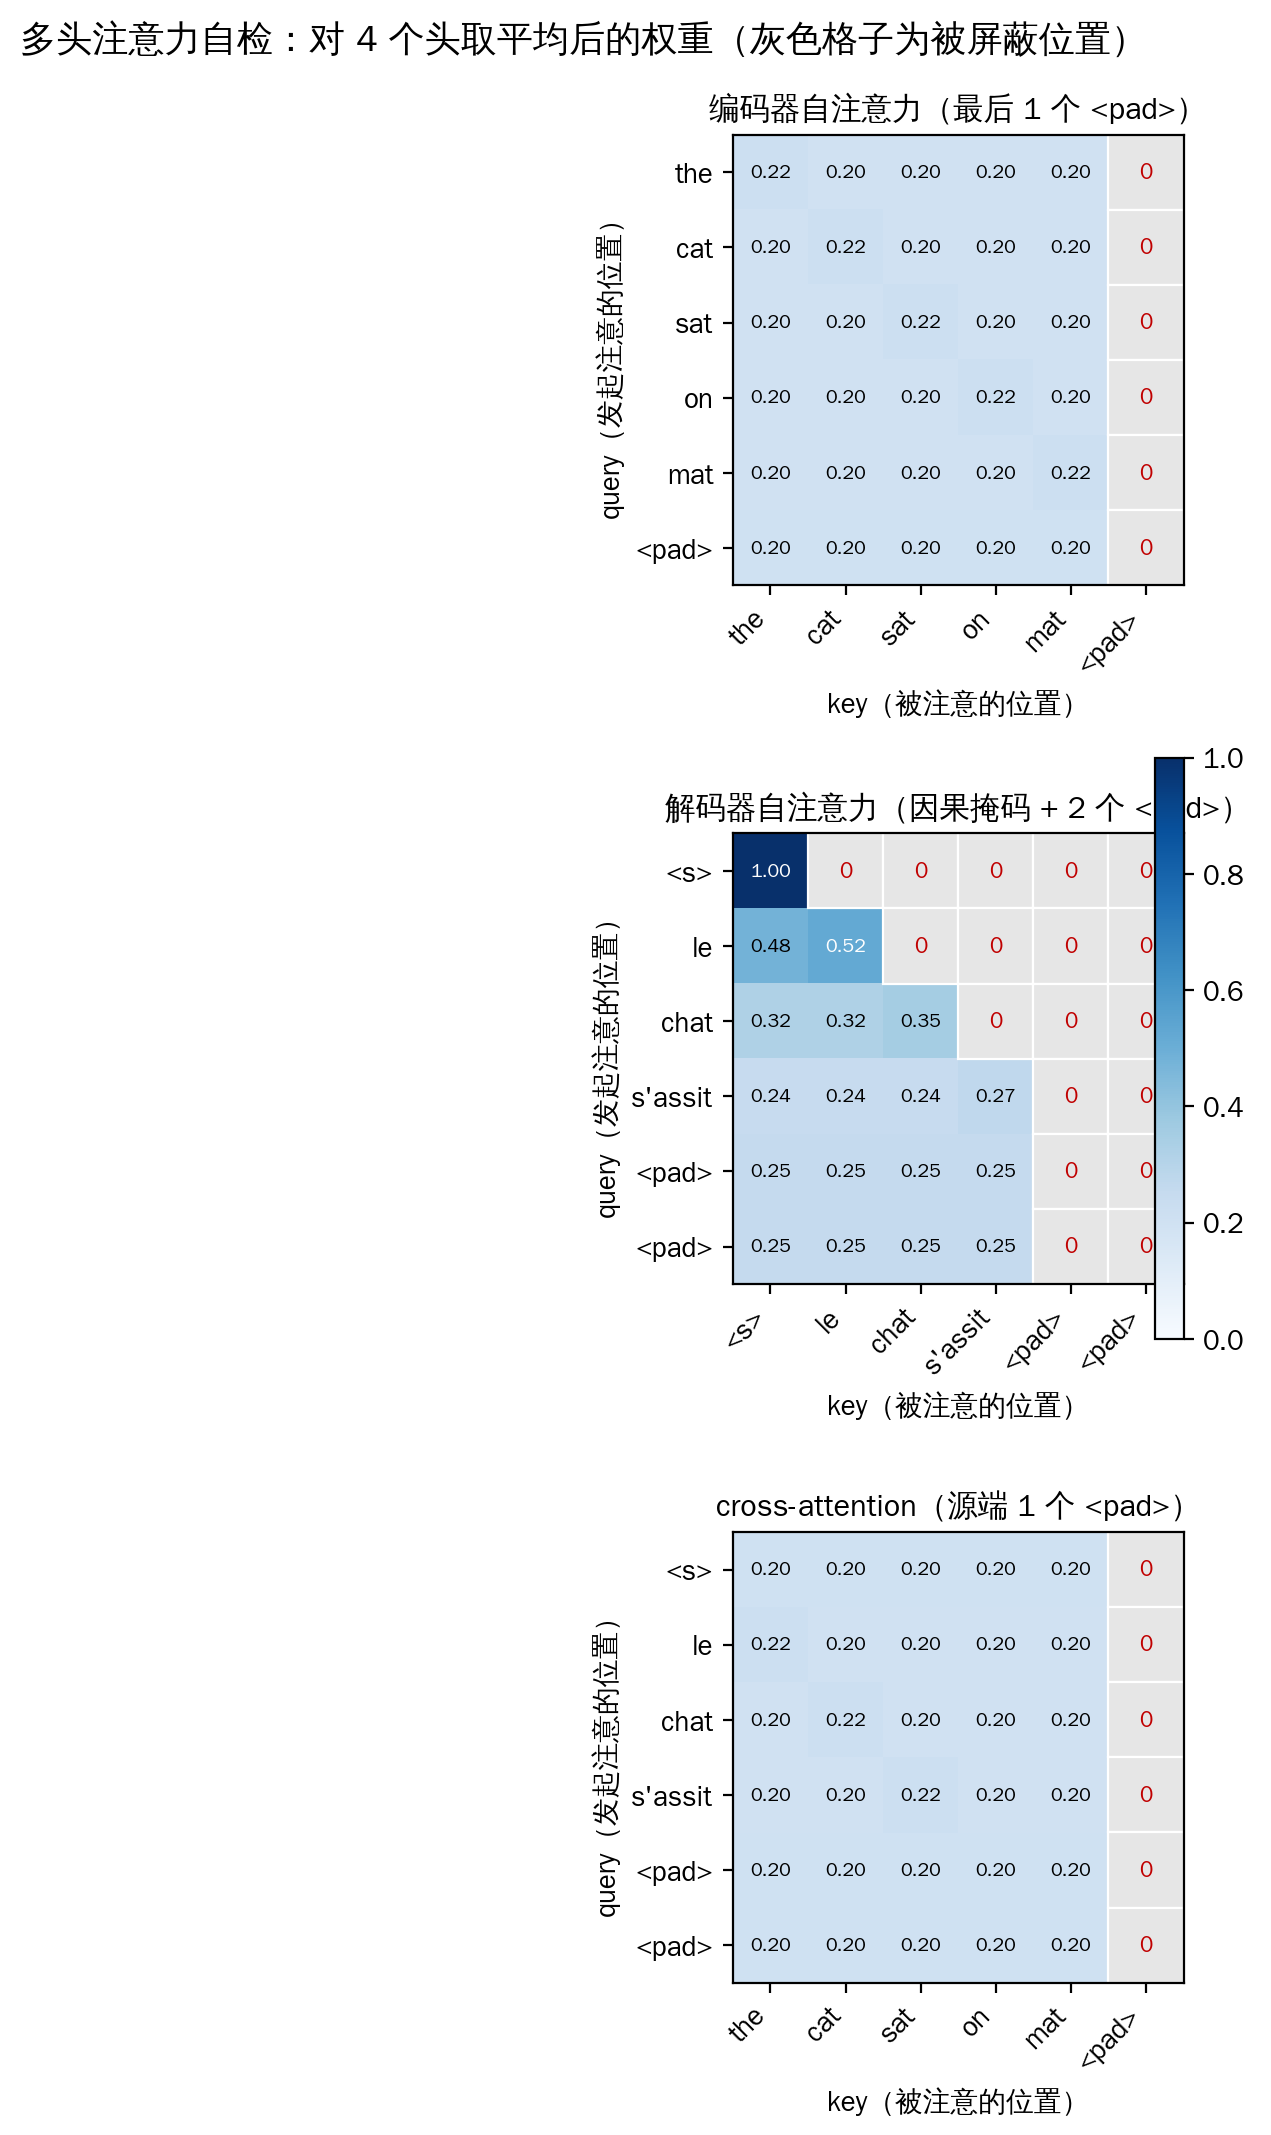 多头注意力自检：对 4 个头取平均后的权重（灰色格子为被屏蔽位置）
编码器自注意力（最后 1 个 <pad>）
query（发起注意的位置）
the 0.22 0.20 0.20 0.20 0.20 0
cat 0.20 0.22 0.20 0.20 0.20 0
sat 0.20 0.20 0.22 0.20 0.20 0
on 0.20 0.20 0.20 0.22 0.20 0
mat 0.20 0.20 0.20 0.20 0.22 0
<pad> 0.20 0.20 0.20 0.20 0.20 0
the cat sat on mat <pad>
key（被注意的位置）
解码器自注意力（因果掩码 + 2 个 < d>）
query（发起注意的位置）
<s> 1.00 0 0 0 0 0
le 0.48 0.52 0 0 0 0
chat 0.32 0.32 0.35 0 0 0
s'assit 0.24 0.24 0.24 0.27 0 0
<pad> 0.25 0.25 0.25 0.25 0 0
<pad> 0.25 0.25 0.25 0.25 0 0
<s> le chat s'assit <pad> <pad>
key（被注意的位置）
1.0
0.8
0.6
0.4
0.2
0.0
cross-attention（源端 1 个 <pad>）
query（发起注意的位置）
<s> 0.20 0.20 0.20 0.20 0.20 0
le 0.22 0.20 0.20 0.20 0.20 0
chat 0.20 0.22 0.20 0.20 0.20 0
s'assit 0.20 0.20 0.22 0.20 0.20 0
<pad> 0.20 0.20 0.20 0.20 0.20 0
<pad> 0.20 0.20 0.20 0.20 0.20 0
the cat sat on mat <pad>
key（被注意的位置）